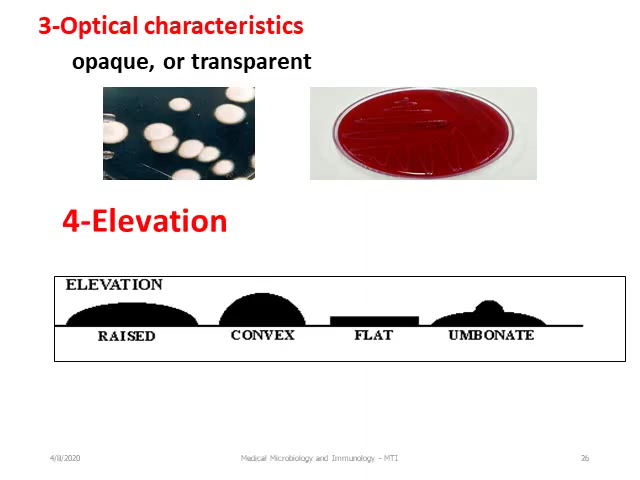 3-Optical characteristics
opaque, or transparent
4-Elevation
ELEVATION
RAISED CONVEX FLAT UMBONATE
4/8/2020 Medical Microbiology and Immunology - MTI 26